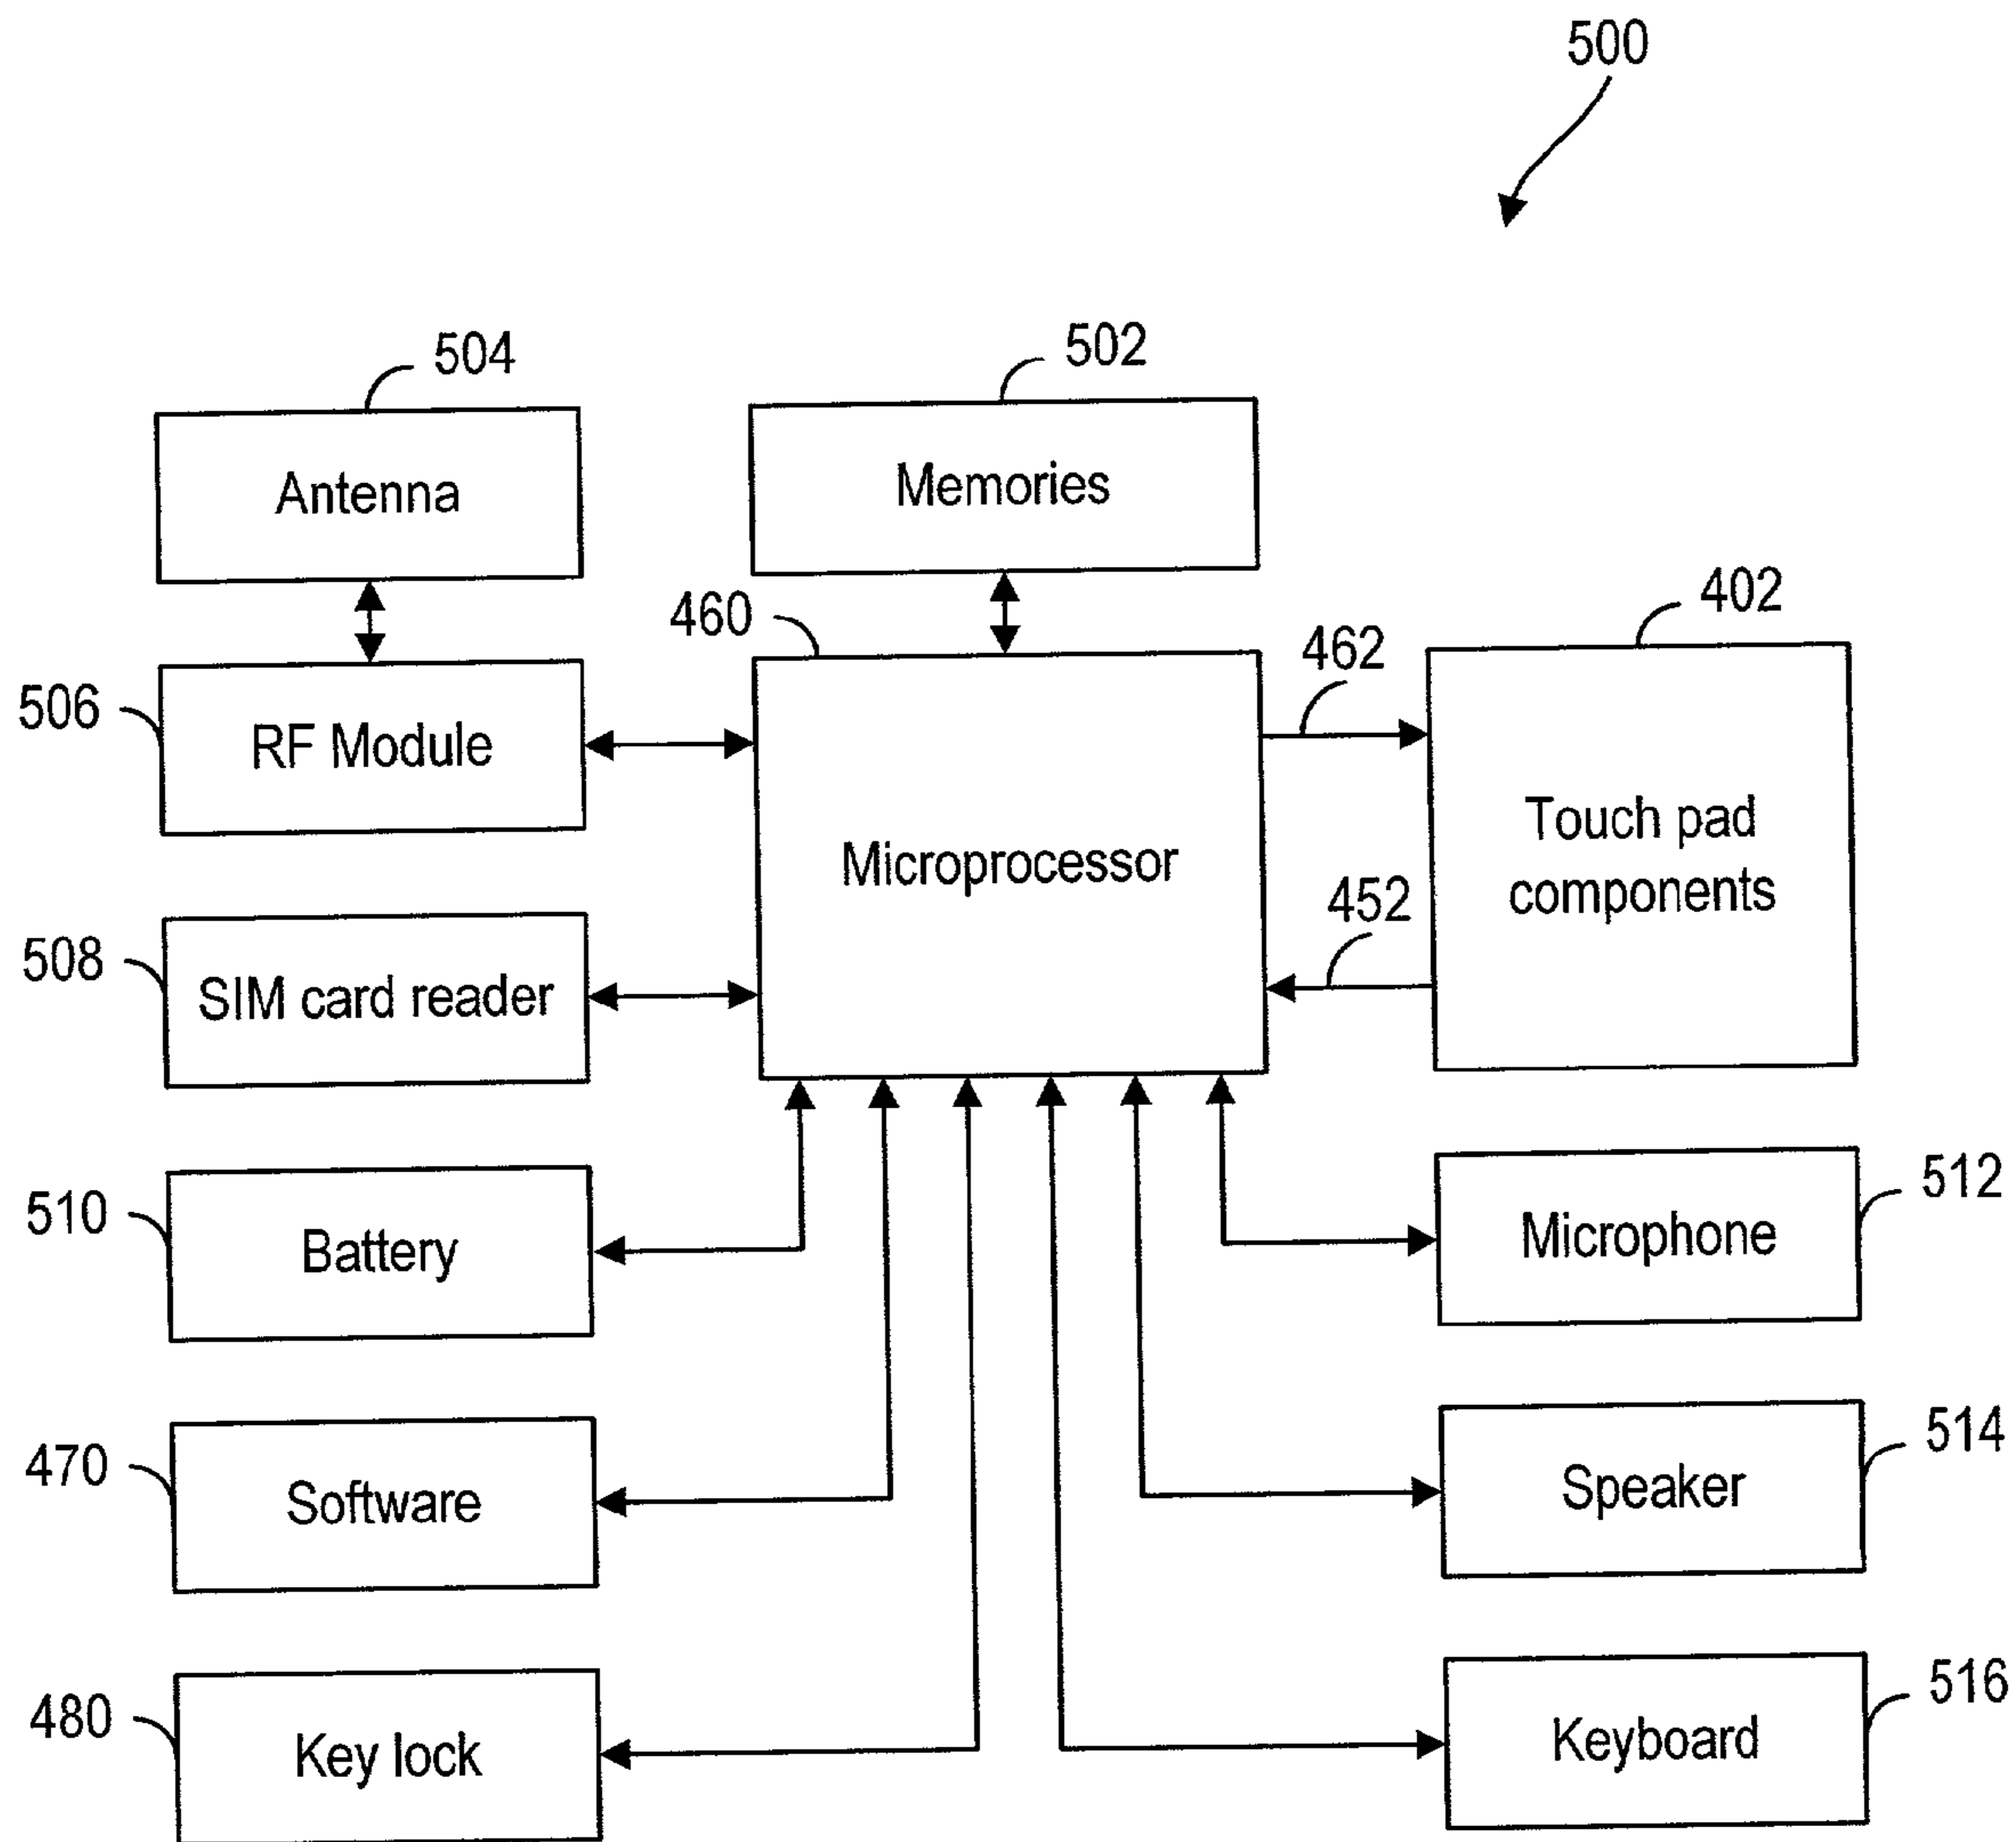 500
504
502
Antenna
Memories
460
402
462
506
RF Module
Touch pad
components
Microprocessor
452
508
SIM card reader
510
Battery
512
Microphone
470
Software
514
Speaker
480
Key lock
516
Keyboard